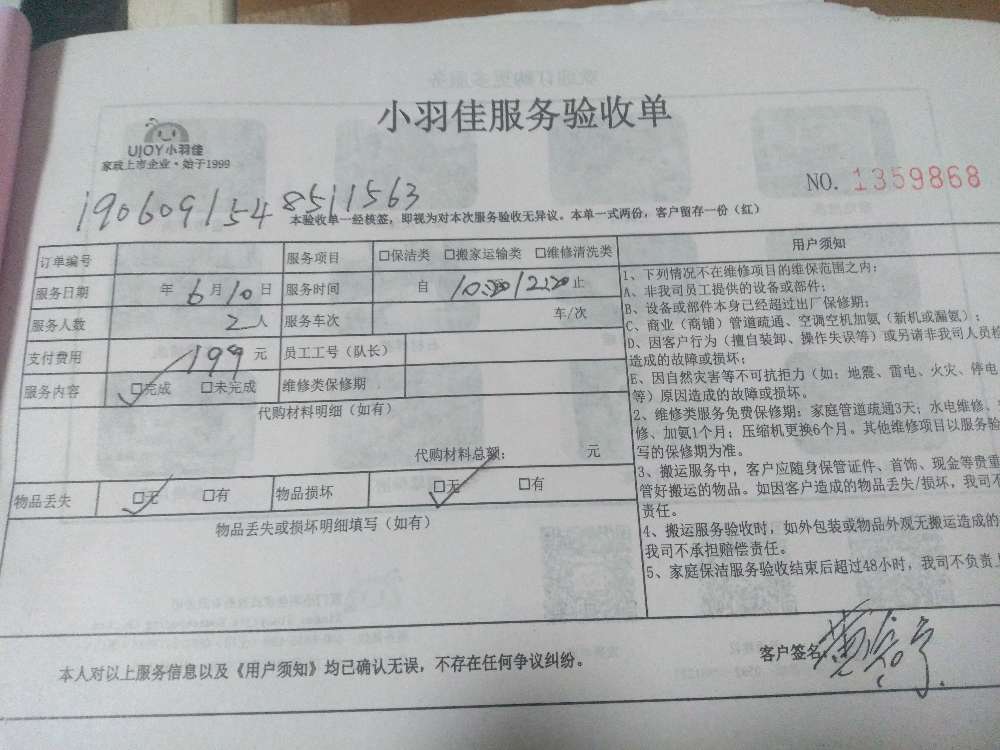 小羽佳服务验收单
UJOY小羽佳
家政上市企业·始于1999
NO. 1359868
1906091548511563
本验收单一经核签，即视为对本次服务验收无异议。本单一式两份，客户留存一份（红）
订单编号 服务项目 □保洁类 □搬家运输类 □维修清洗类
服务日期 年 6 月 10 日 服务时间 自 10:20 12:20 止
服务人数 2 人 服务车次 车/次
支付费用 199 元 员工工号（队长）
服务内容 □完成 □未完成 维修类保修期
代购材料明细（如有）
代购材料总额： 元
物品丢失 □无 □有 物品损坏 □无 □有
物品丢失或损坏明细填写（如有）
用户须知
1、下列情况不在维修项目的维保范围之内：
A、非我司员工提供的设备或部件；
B、设备或部件本身已经超过出厂保修期；
C、商业（商铺）管道疏通、空调空机加氨（新机或漏氨）；
D、因客户行为（擅自装卸、操作失误等）或另请非我司人员检
造成的故障或损坏；
E、因自然灾害等不可抗拒力（如：地震、雷电、火灾、停电
等）原因造成的故障或损坏。
2、维修类服务免费保修期：家庭管道疏通3天；水电维修、
修、加氨1个月；压缩机更换6个月。其他维修项目以服务验
写的保修期为准。
3、搬运服务中，客户应随身保管证件、首饰、现金等贵重
管好搬运的物品。如因客户造成的物品丢失/损坏，我司不
责任。
4、搬运服务验收时，如外包装或物品外观无搬运造成的
我司不承担赔偿责任。
5、家庭保洁服务验收结束后超过48小时，我司不负责上
本人对以上服务信息以及《用户须知》均已确认无误，不存在任何争议纠纷。
客户签名：